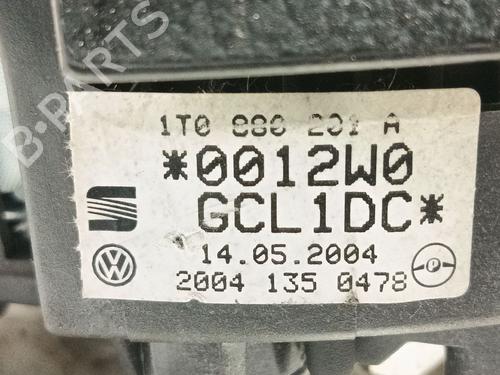 B-PARTS
1T0 880 201 A
*0012W0
GCL1DC*
14.05.2004
2004 135 0478